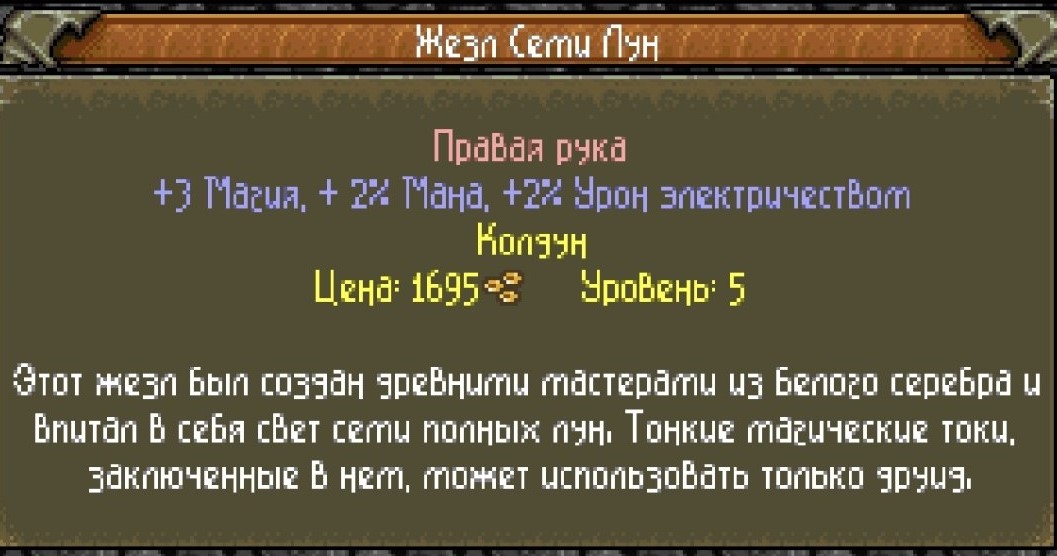 Жезл Семи Лун
Правая рука
+3 Магия, + 2% Мана, +2% Урон электричеством
Колдун
Цена: 1695 Уровень: 5
Этот жезл был создан древними мастерами из белого серебра и
впитал в себя свет семи полных лун. Тонкие магические токи,
заключенные в нем, может использовать только друид.